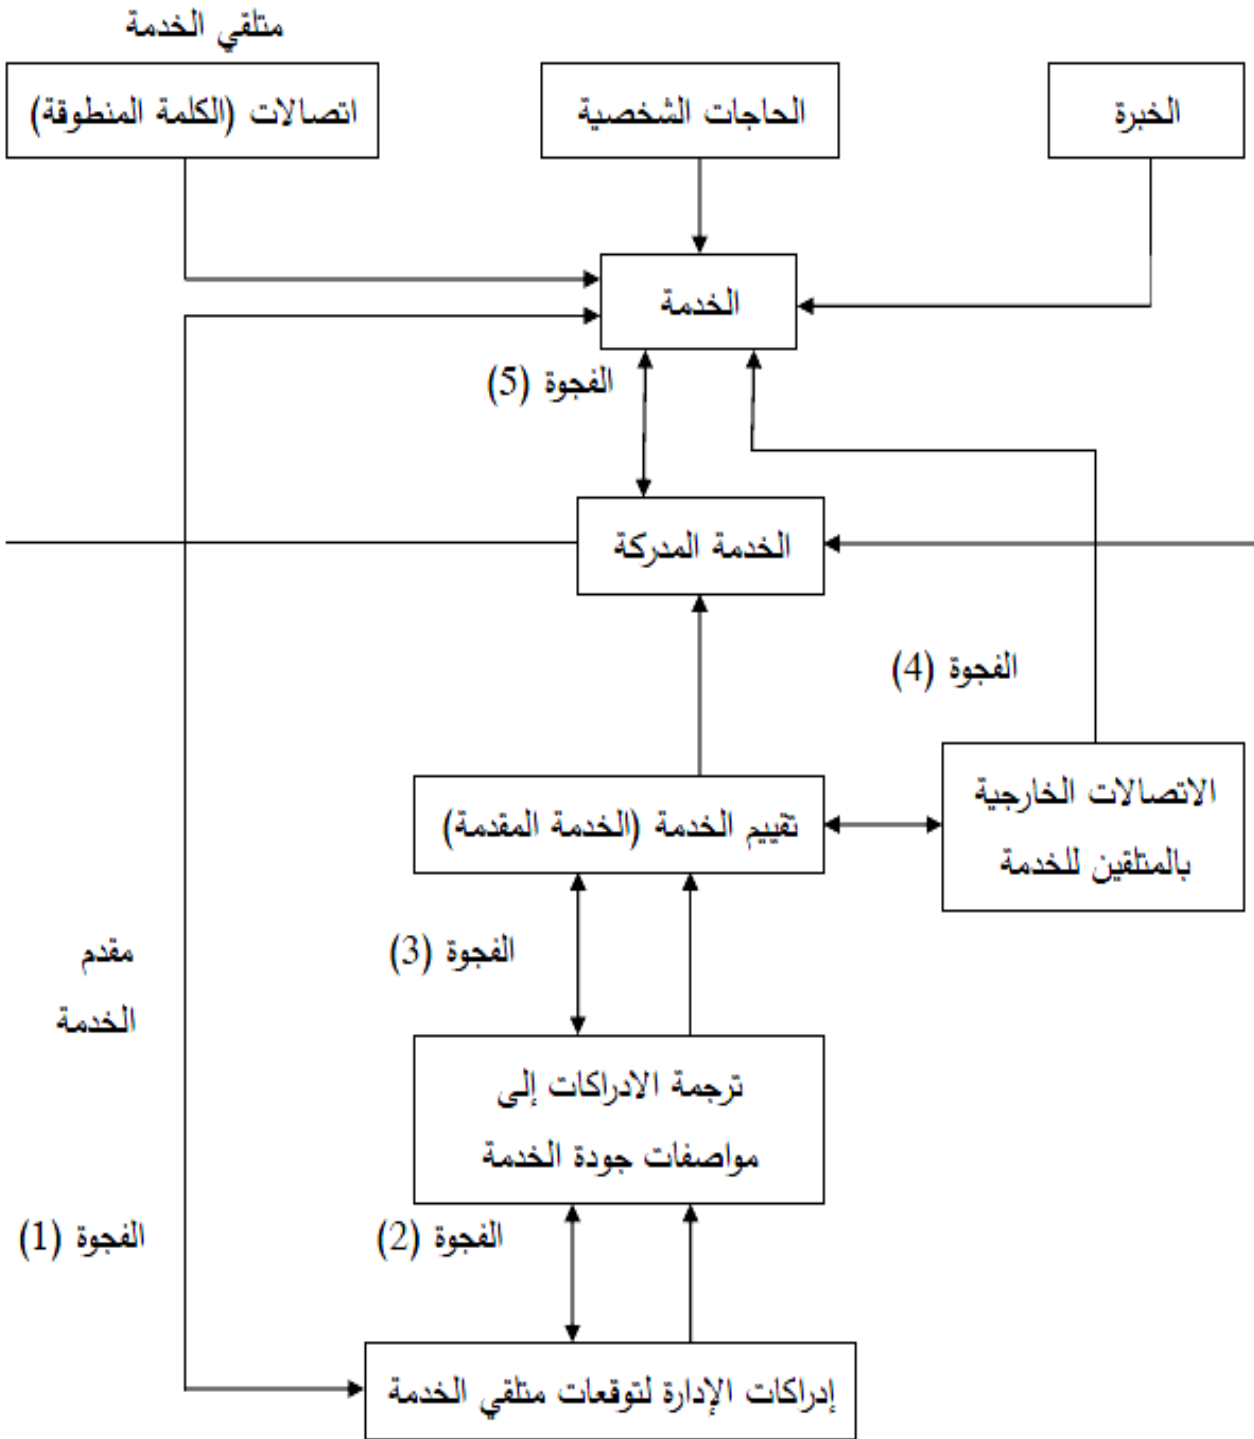 متلقي الخدمة
الخبرة
الحاجات الشخصية
اتصالات (الكلمة المنطوقة)
الخدمة
الفجوة (5)
الخدمة المدركة
الفجوة (4)
الاتصالات الخارجية
بالمتلقين للخدمة
تقييم الخدمة (الخدمة المقدمة)
الفجوة (3)
مقدم
الخدمة
ترجمة الادراكات إلى
مواصفات جودة الخدمة
الفجوة (2)
الفجوة (1)
إدراكات الإدارة لتوقعات متلقي الخدمة